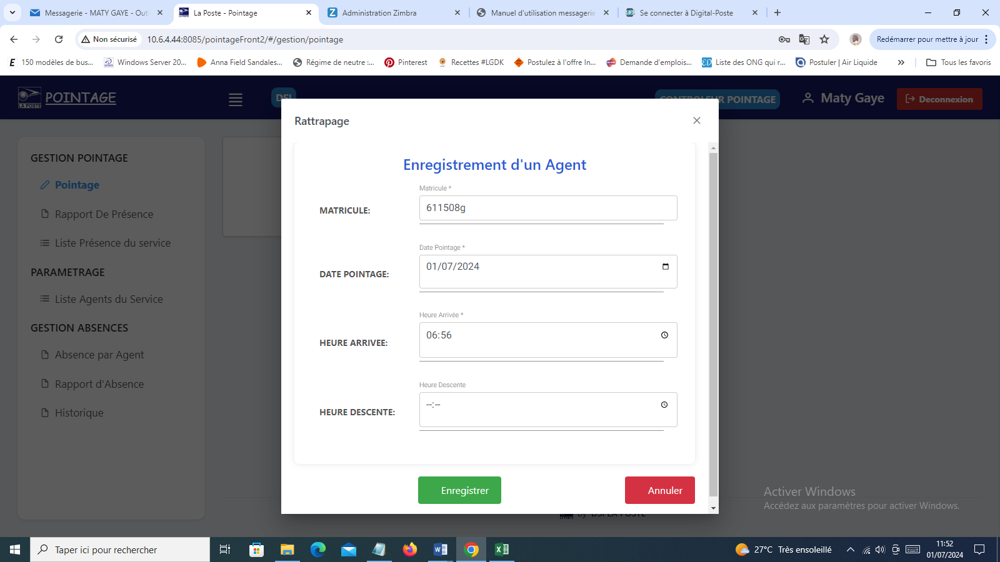 Messagerie - MATY GAYE - Out
La Poste - Pointage
Administration Zimbra
Manuel d'utilisation messagerie
Se connecter à Digital-Poste
Non sécurisé
10.6.4.44:8085/pointageFront2/#/gestion/pointage
Redémarrer pour mettre à jour
150 modèles de bus...
Windows Server 20...
Anna Field Sandales...
Régime de neutre :...
Pinterest
Recettes #LGDK
Postulez à l'offre In...
Demande d'emplois...
Liste des ONG qui r...
Postuler | Air Liquide
»
Tous les favoris
LA POSTE
POINTAGE
DSI
CONTROLEUR POINTAGE
Maty Gaye
Deconnexion
GESTION POINTAGE
Pointage
Rapport De Présence
Liste Présence du service
PARAMETRAGE
Liste Agents du Service
GESTION ABSENCES
Absence par Agent
Rapport d'Absence
Historique
Rattrapage
Enregistrement d'un Agent
Matricule *
MATRICULE:
611508g
Date Pointage *
DATE POINTAGE:
01/07/2024
Heure Arrivée *
HEURE ARRIVEE:
06:56
Heure Descente
HEURE DESCENTE:
--:--
Enregistrer
Annuler
by DSI LA POSTE
Activer Windows
Accédez aux paramètres pour activer Windows.
Taper ici pour rechercher
27°C Très ensoleillé
11:52
01/07/2024